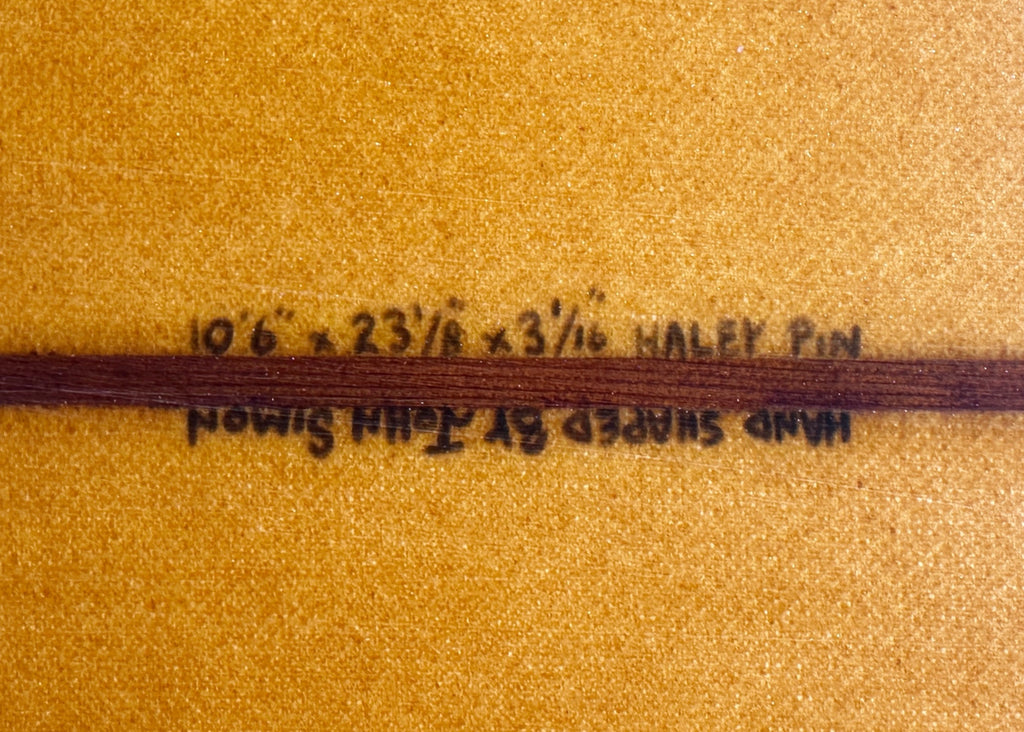 10'6" x 23 1/8" x 3 1/16" HALEY PIN
HAND SHAPED BY JOHN SIMON